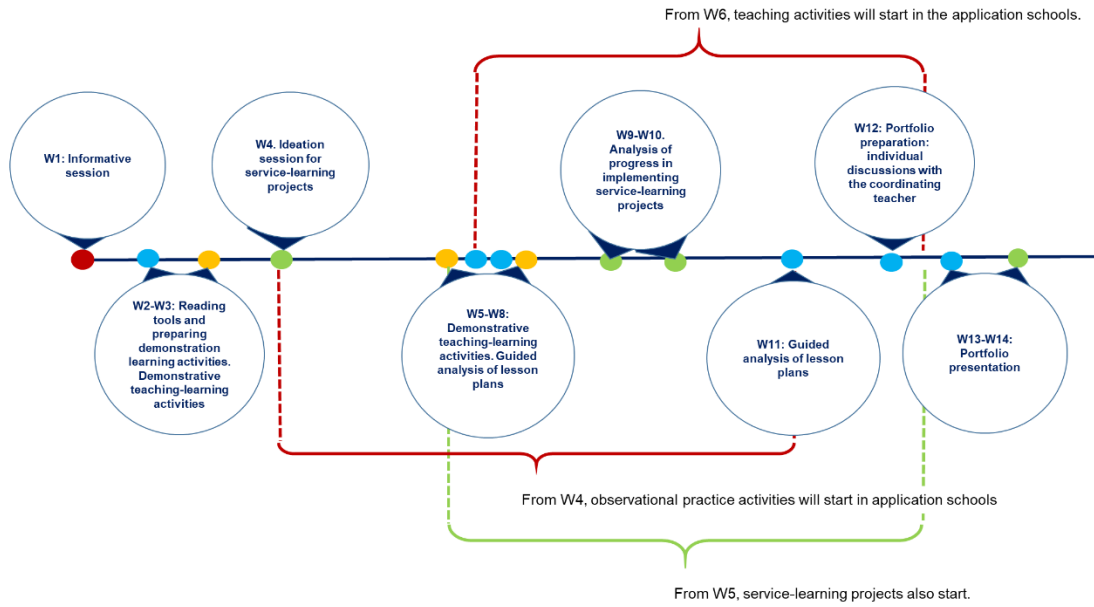 From W6, teaching activities will start in the application schools.
W1: Informative
session
W4. Ideation
session for
service-learning
projects
W9-W10.
Analysis of
progress in
implementing
service-learning
projects
W12: Portfolio
preparation:
individual
discussions with
the coordinating
teacher
W2-W3: Reading
tools and
preparing
demonstration
learning activities.
Demonstrative
teaching-learning
activities
W5-W8:
Demonstrative
teaching-learning
activities. Guided
analysis of lesson
plans
W11: Guided
analysis of lesson
plans
W13-W14:
Portfolio
presentation
From W4, observational practice activities will start in application schools
From W5, service-learning projects also start.